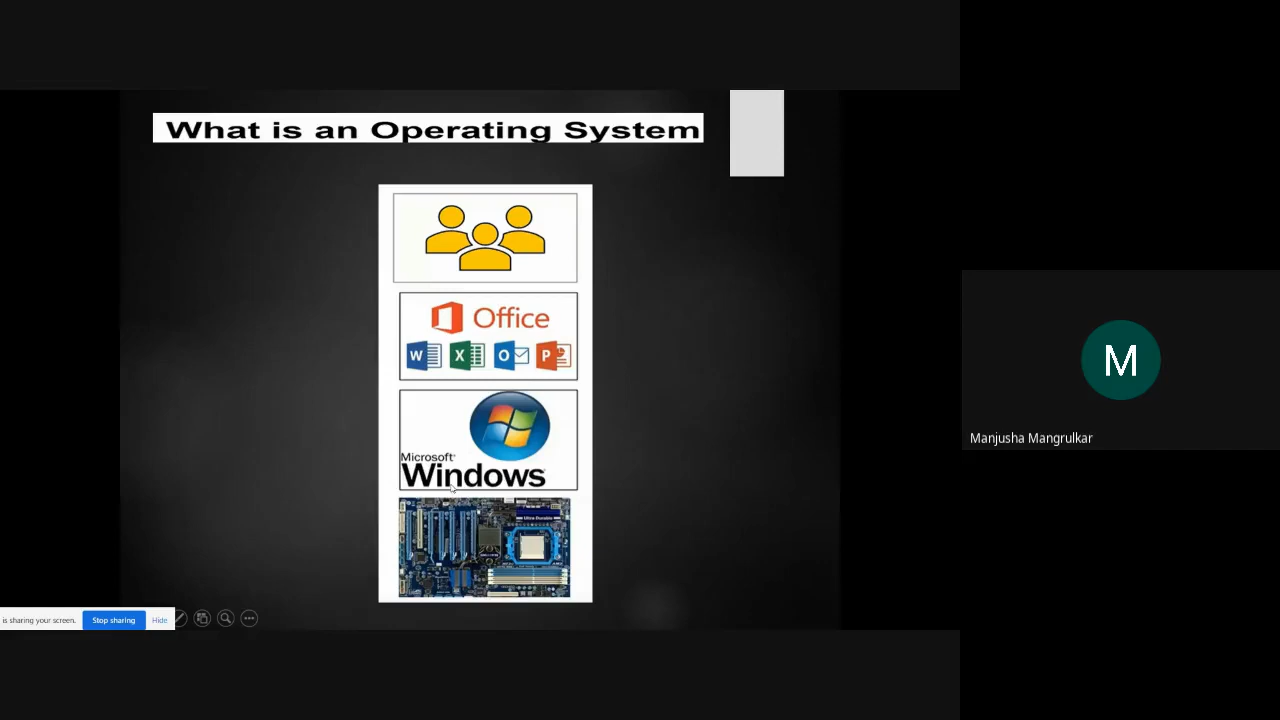 What is an Operating System
Office
W X O P
Microsoft
Windows
M
Manjusha Mangrulkar
is sharing your screen. Stop sharing Hide